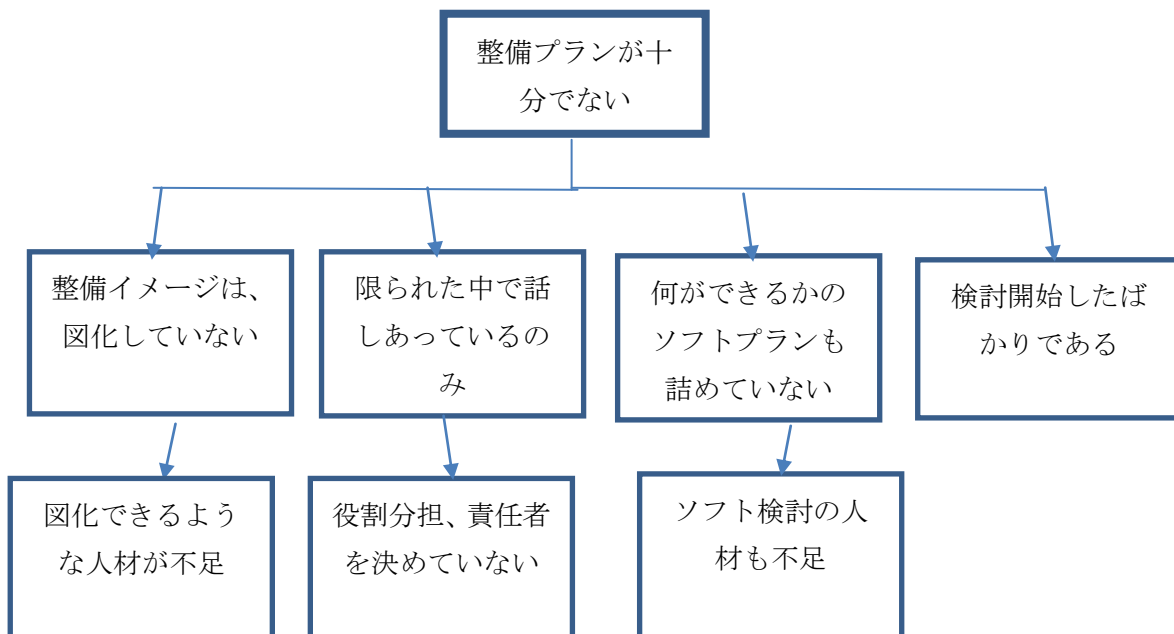 整備プランが十
分でない
整備イメージは、
図化していない
限られた中で話
しあっているの
み
何ができるかの
ソフトプランも
詰めていない
検討開始したば
かりである
図化できるよう
な人材が不足
役割分担、責任者
を決めていない
ソフト検討の人
材も不足